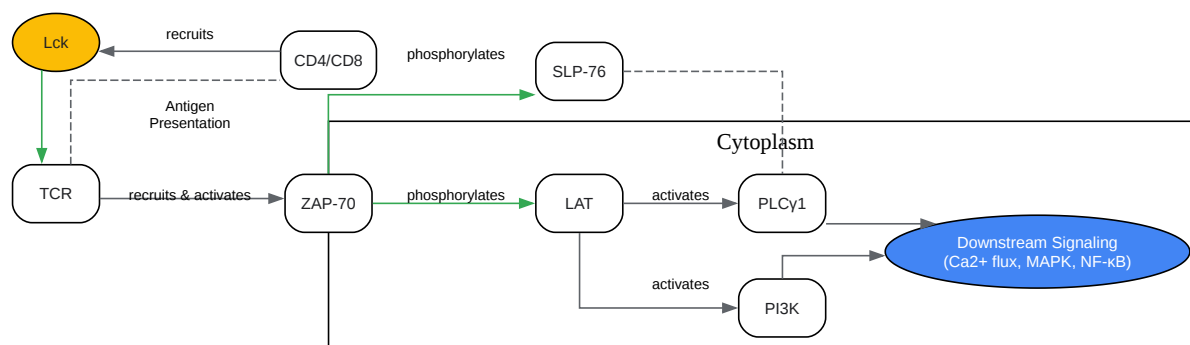 Lck
recruits
CD4/CD8
phosphorylates
SLP-76
Antigen
Presentation
Cytoplasm
TCR
recruits & activates
ZAP-70
phosphorylates
LAT
activates
PLCγ1
Downstream Signaling
(Ca2+ flux, MAPK, NF-κB)
activates
PI3K